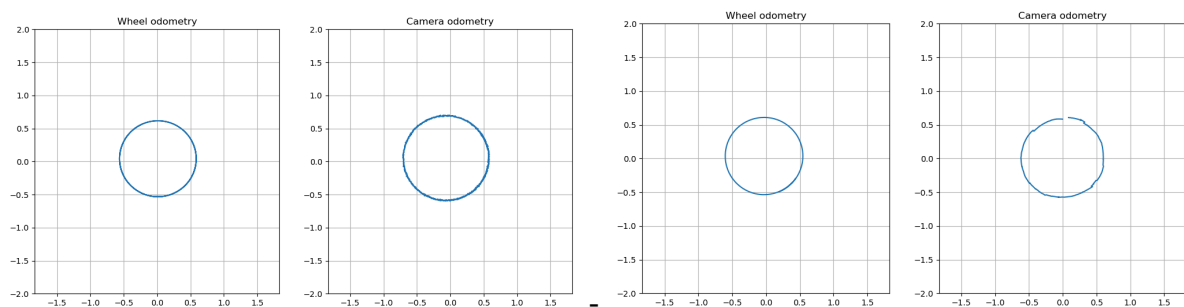 Wheel odometry Camera odometry Wheel odometry Camera odometry
2.0 2.0 2.0 2.0
1.5 1.5 1.5 1.5
1.0 1.0 1.0 1.0
0.5 0.5 0.5 0.5
0.0 0.0 0.0 0.0
−0.5 −0.5 −0.5 −0.5
−1.0 −1.0 −1.0 −1.0
−1.5 −1.5 −1.5 −1.5
−2.0 −2.0 −2.0 −2.0
−1.5 −1.0 −0.5 0.0 0.5 1.0 1.5 −1.5 −1.0 −0.5 0.0 0.5 1.0 1.5 −1.5 −1.0 −0.5 0.0 0.5 1.0 1.5 −1.5 −1.0 −0.5 0.0 0.5 1.0 1.5